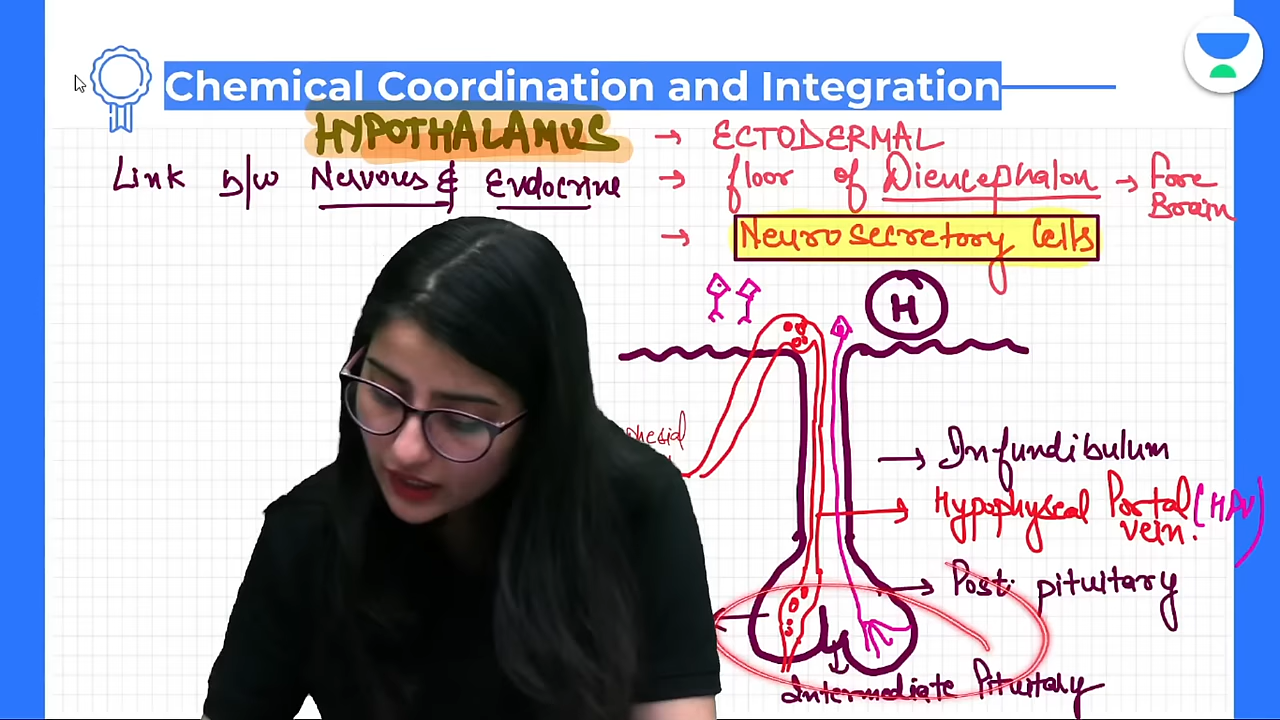 Chemical Coordination and Integration
HYPOTHALAMUS → ECTODERMAL
Link b/w Nervous & Endocrine → floor of Diencephalon → Fore Brain
→ Neurosecretory Cells
H
→ Infundibulum
→ Hypophyseal Portal vein. (HPV)
→ Post. pituitary
Intermediate Pituitary